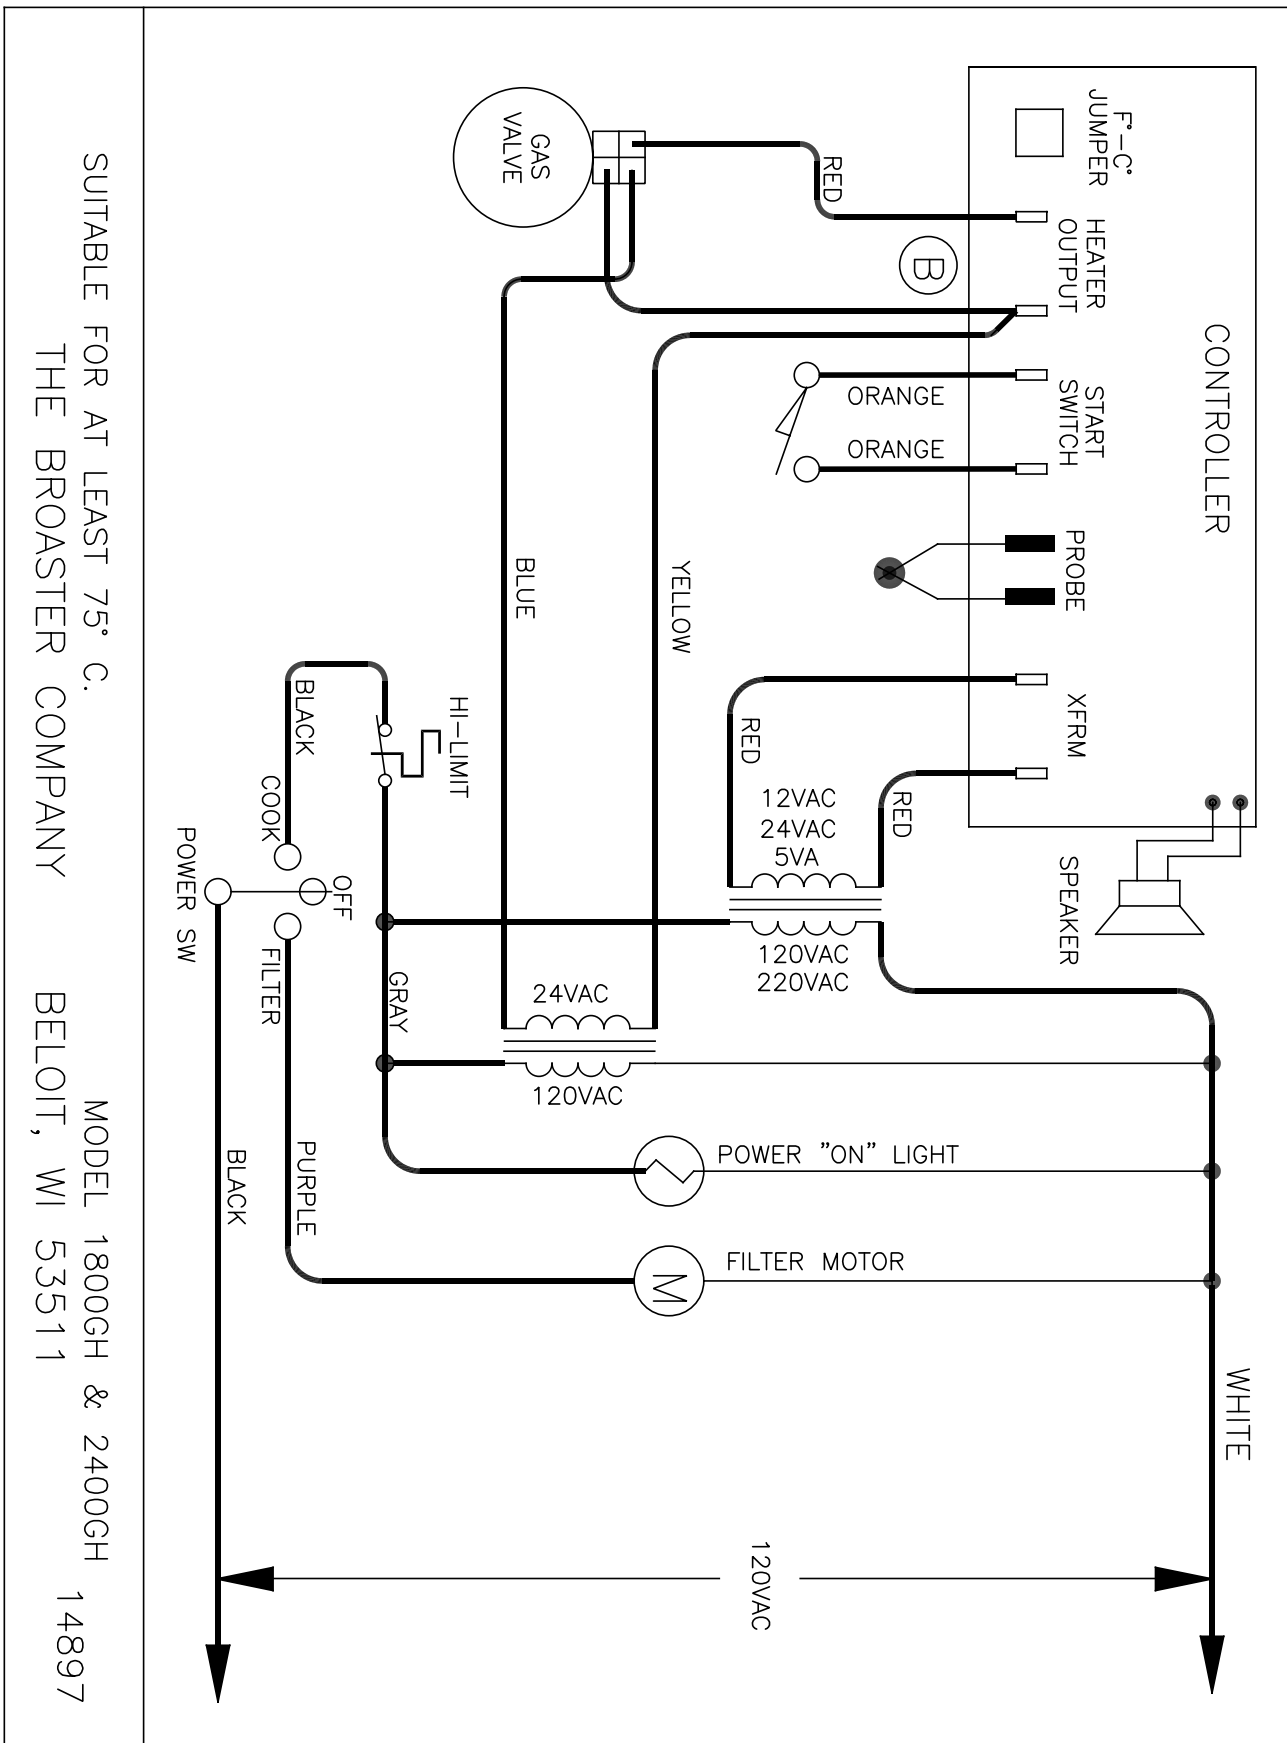 CONTROLLER
F°-C°
JUMPER
HEATER
OUTPUT
START
SWITCH
PROBE
XFRM
SPEAKER
GAS
VALVE
RED
B
ORANGE
ORANGE
BLUE
YELLOW
RED
RED
12VAC
24VAC
5VA
120VAC
220VAC
HI-LIMIT
BLACK
COOK
OFF
POWER SW
FILTER
GRAY
24VAC
120VAC
PURPLE
BLACK
POWER "ON" LIGHT
FILTER MOTOR
M
WHITE
120VAC
SUITABLE FOR AT LEAST 75° C. MODEL 1800GH & 2400GH
THE BROASTER COMPANY BELOIT, WI 53511
14897